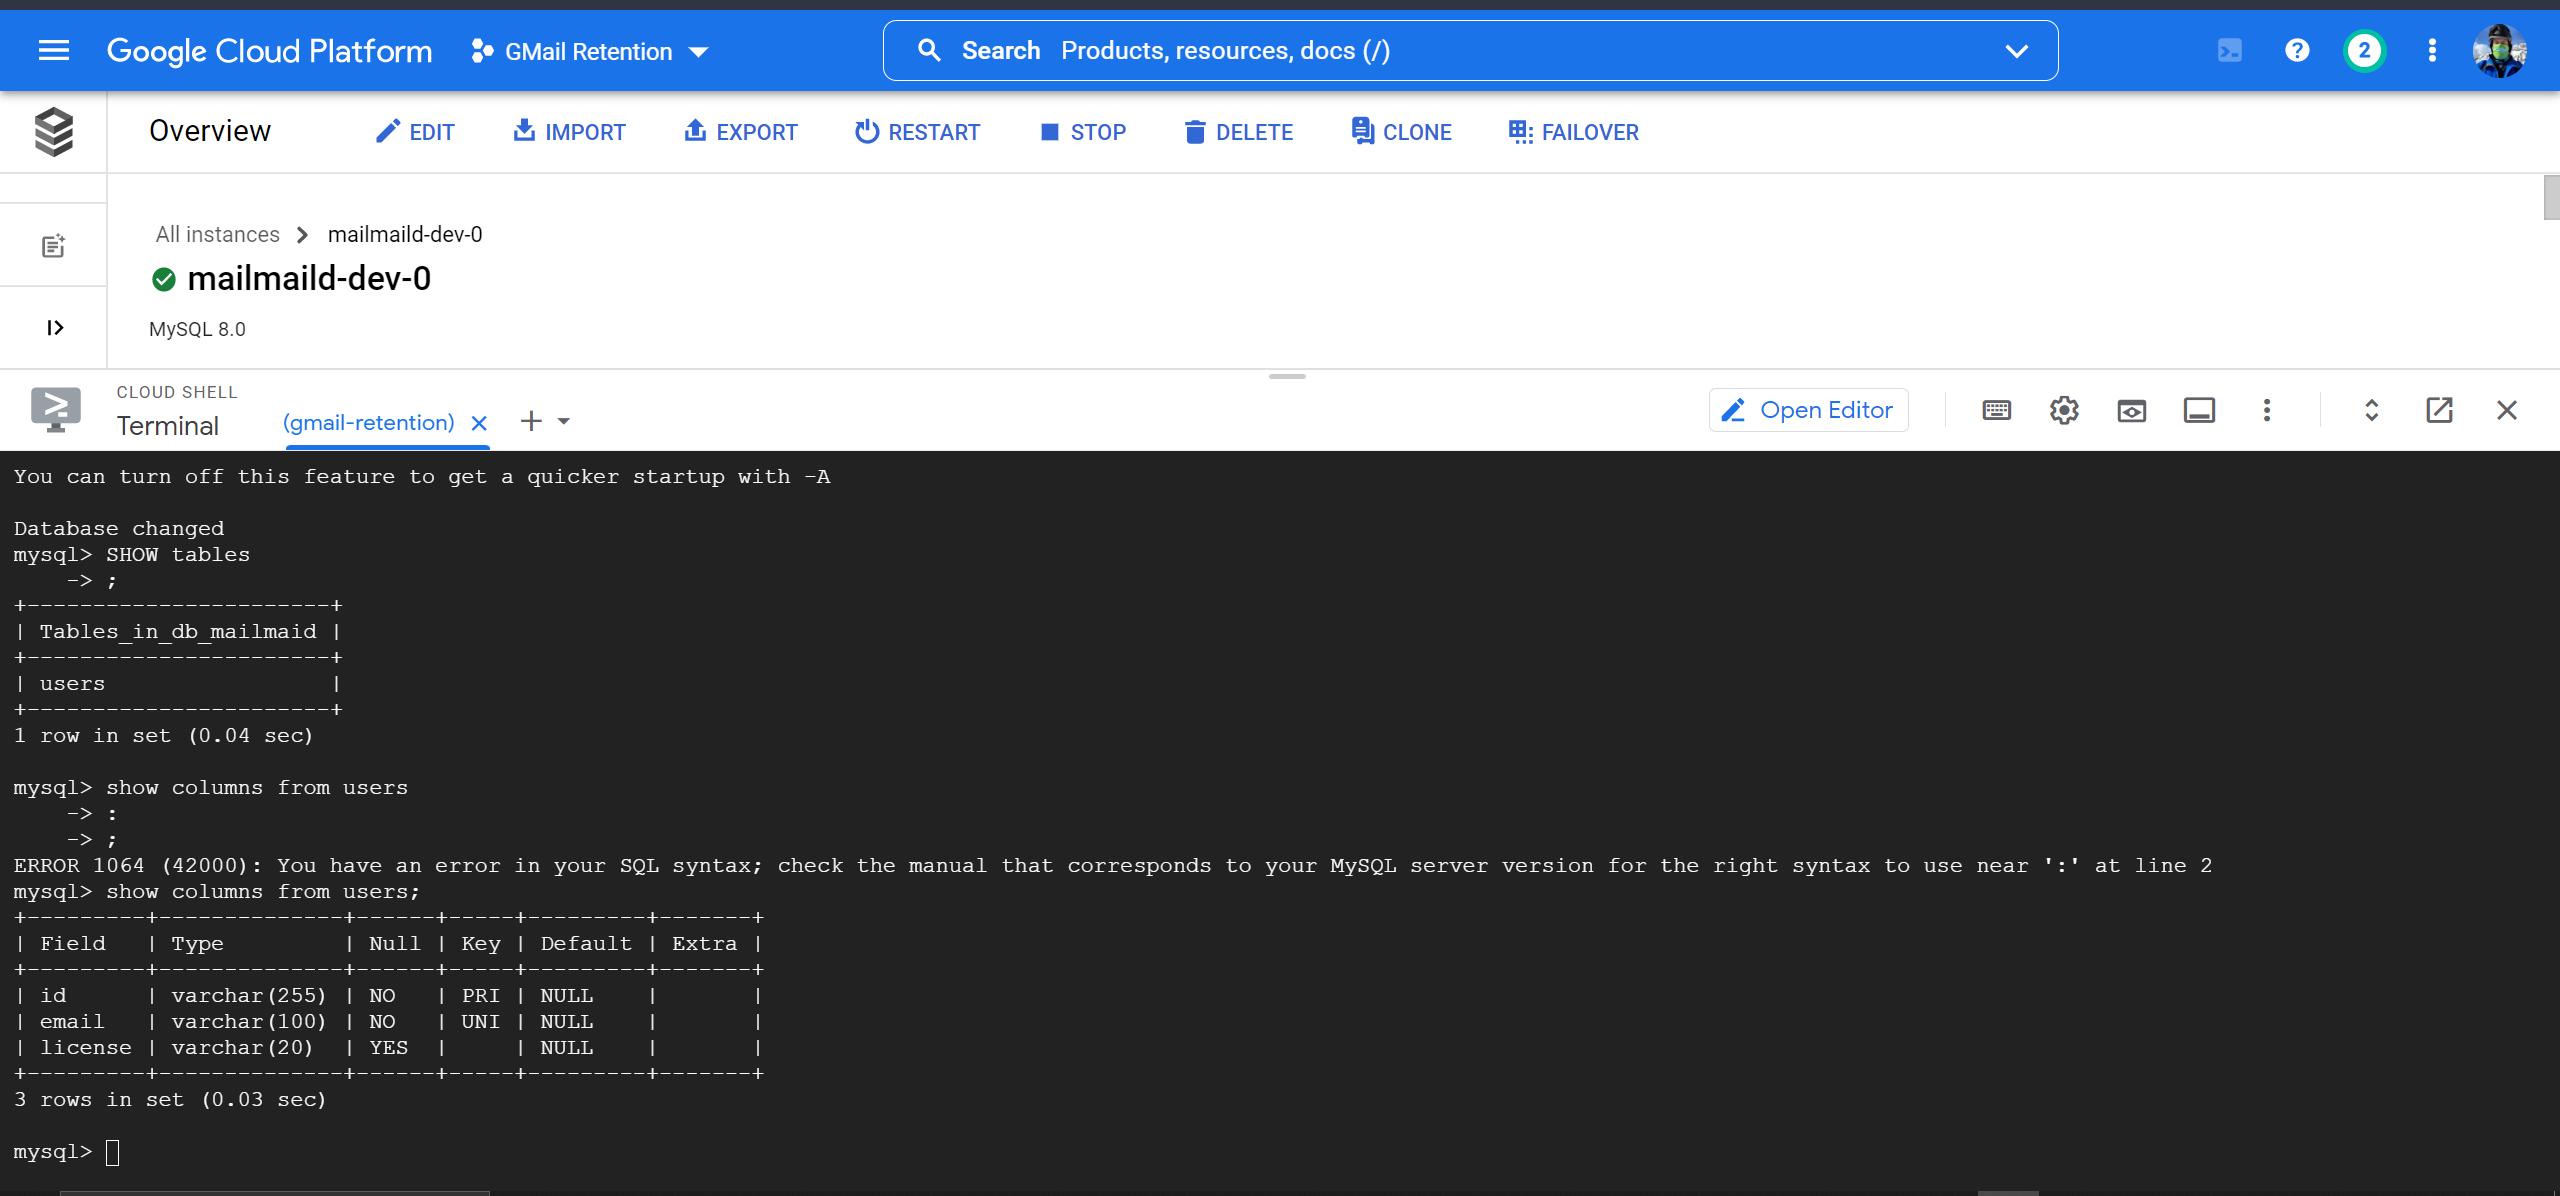 Google Cloud Platform GMail Retention Search Products, resources, docs (/) 2
Overview EDIT IMPORT EXPORT RESTART STOP DELETE CLONE FAILOVER
All instances > mailmaild-dev-0
mailmaild-dev-0
MySQL 8.0
CLOUD SHELL
Terminal (gmail-retention) Open Editor
You can turn off this feature to get a quicker startup with -A
Database changed
mysql> SHOW tables
    -> ;
+-----------------------+
| Tables_in_db_mailmaid |
+-----------------------+
| users                 |
+-----------------------+
1 row in set (0.04 sec)
mysql> show columns from users
    -> :
    -> ;
ERROR 1064 (42000): You have an error in your SQL syntax; check the manual that corresponds to your MySQL server version for the right syntax to use near ':' at line 2
mysql> show columns from users;
+---------+--------------+------+-----+---------+-------+
| Field   | Type         | Null | Key | Default | Extra |
+---------+--------------+------+-----+---------+-------+
| id      | varchar(255) | NO   | PRI | NULL    |       |
| email   | varchar(100) | NO   | UNI | NULL    |       |
| license | varchar(20)  | YES  |     | NULL    |       |
+---------+--------------+------+-----+---------+-------+
3 rows in set (0.03 sec)
mysql>